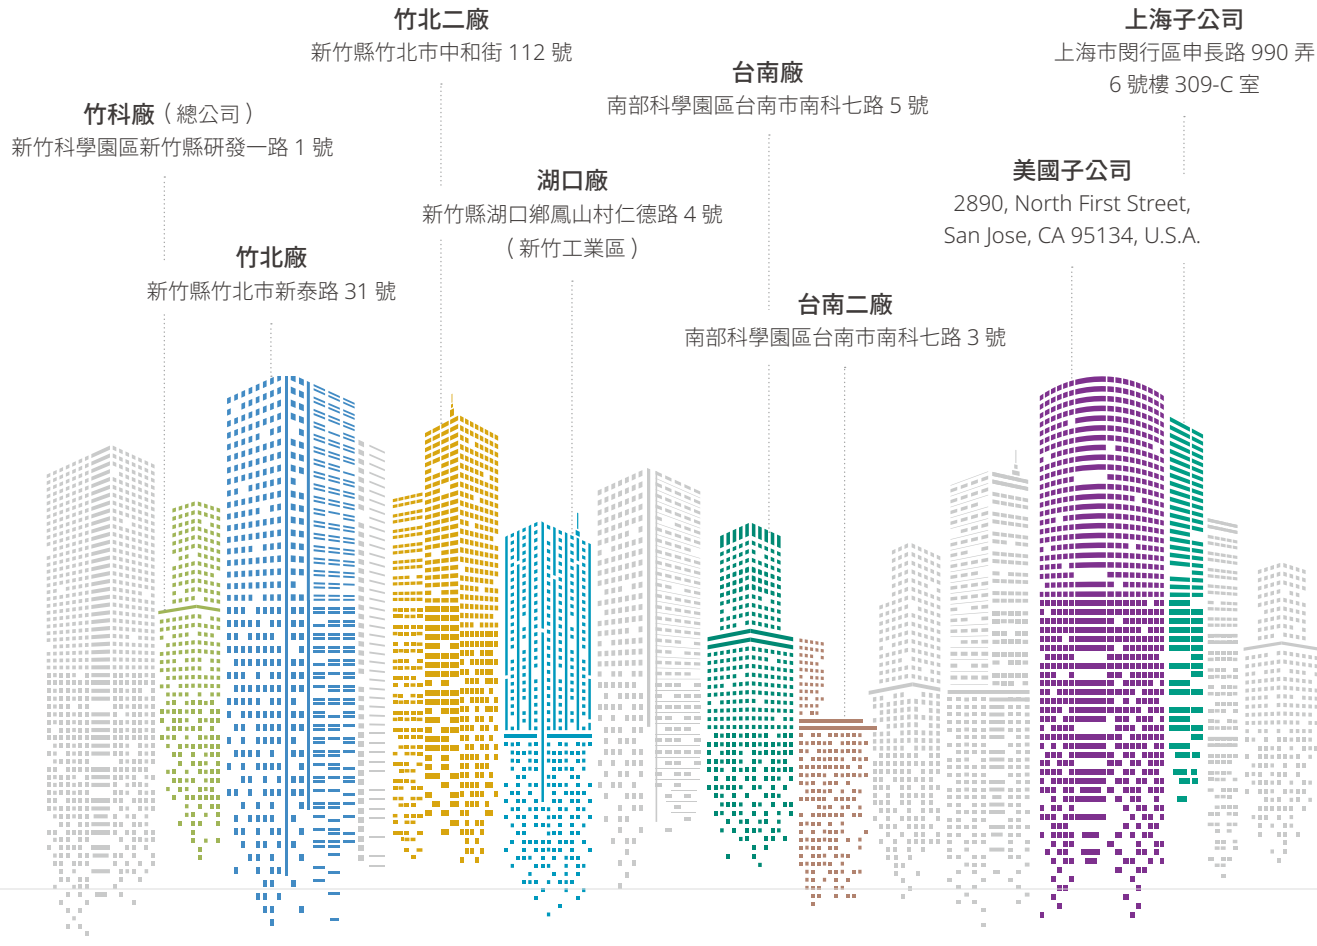 竹科廠（總公司）
新竹科學園區新竹縣研發一路 1 號
竹北廠
新竹縣竹北市新泰路 31 號
竹北二廠
新竹縣竹北市中和街 112 號
湖口廠
新竹縣湖口鄉鳳山村仁德路 4 號
（新竹工業區）
台南廠
南部科學園區台南市南科七路 5 號
台南二廠
南部科學園區台南市南科七路 3 號
美國子公司
2890, North First Street,
San Jose, CA 95134, U.S.A.
上海子公司
上海市閔行區申長路 990 弄
6 號樓 309-C 室